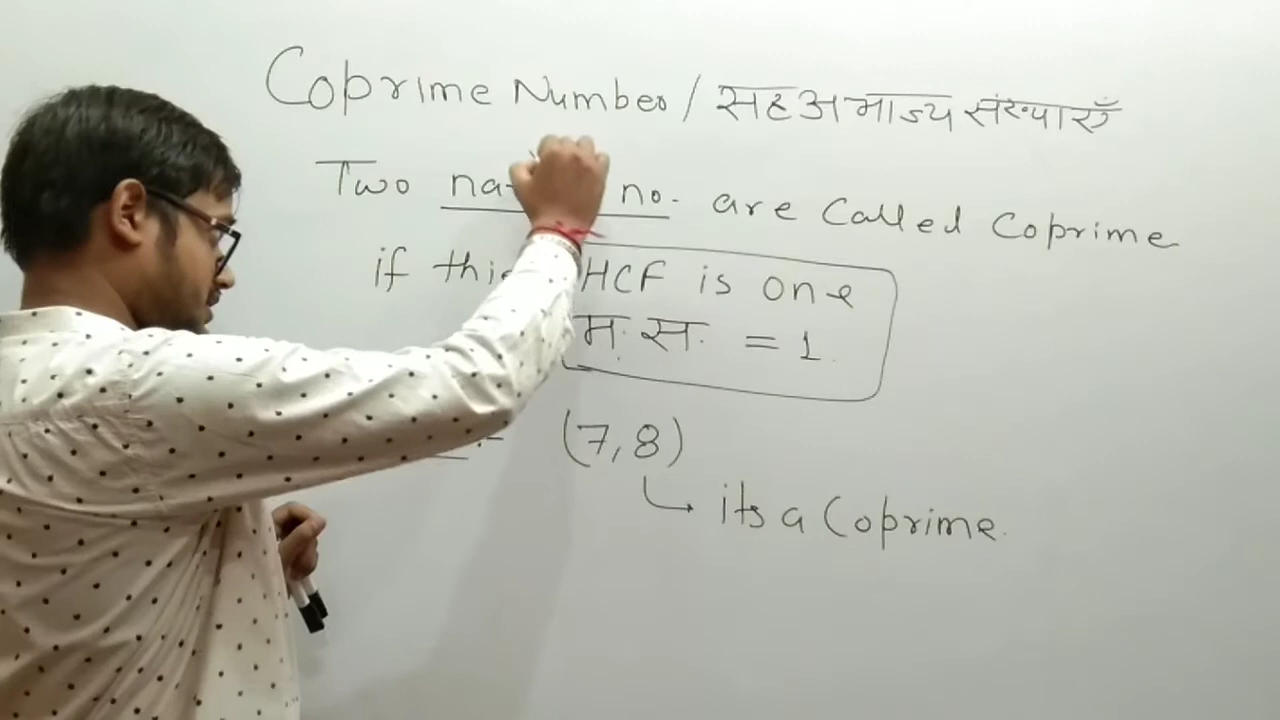 Coprime Number / सहअभाज्य संख्याएँ
Two no. are called Coprime
if HCF is one
म. स. = 1
(7,8)
its a Coprime.